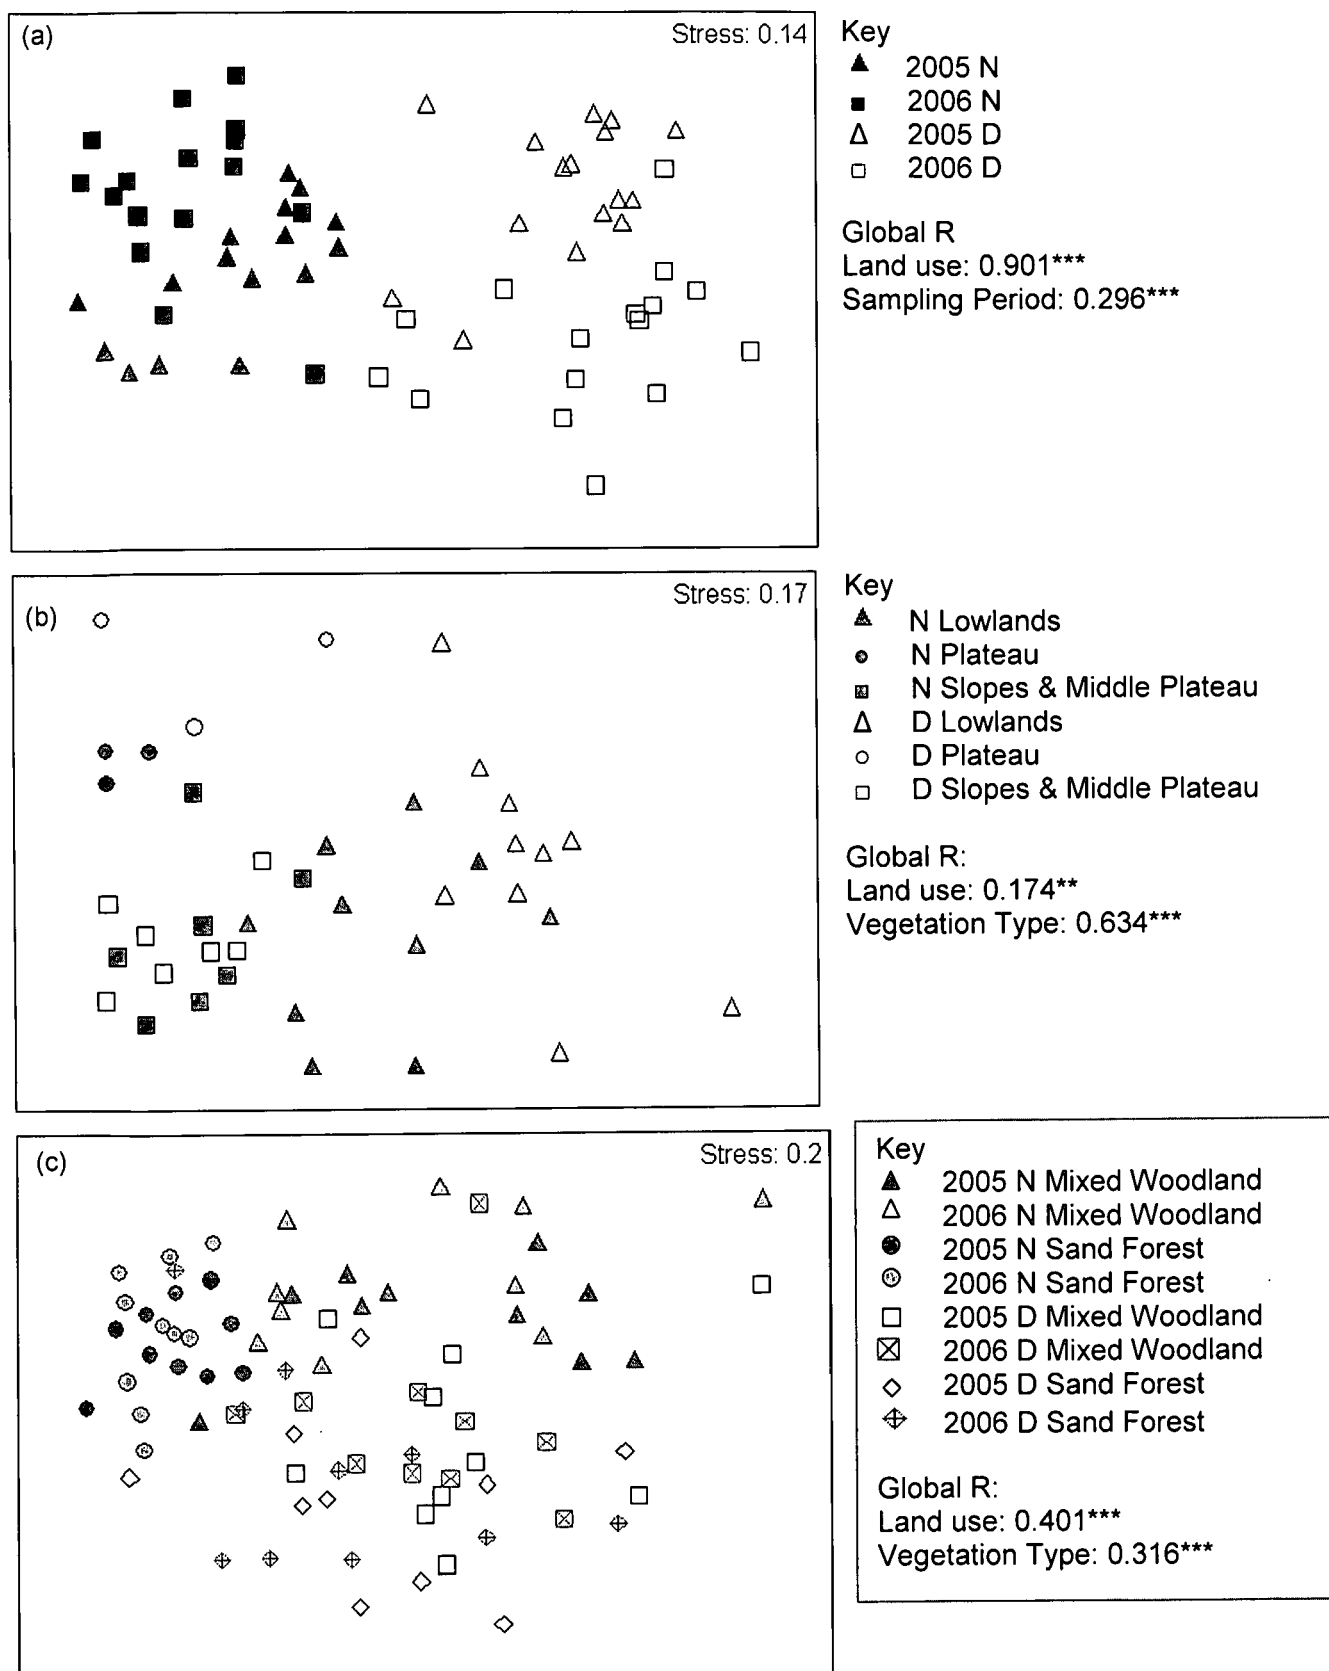 (a)
Stress: 0.14
Key
2005 N
2006 N
2005 D
2006 D
Global R
Land use: 0.901***
Sampling Period: 0.296***
(b)
Stress: 0.17
Key
N Lowlands
N Plateau
N Slopes & Middle Plateau
D Lowlands
D Plateau
D Slopes & Middle Plateau
Global R:
Land use: 0.174**
Vegetation Type: 0.634***
(c)
Stress: 0.2
Key
2005 N Mixed Woodland
2006 N Mixed Woodland
2005 N Sand Forest
2006 N Sand Forest
2005 D Mixed Woodland
2006 D Mixed Woodland
2005 D Sand Forest
2006 D Sand Forest
Global R:
Land use: 0.401***
Vegetation Type: 0.316***